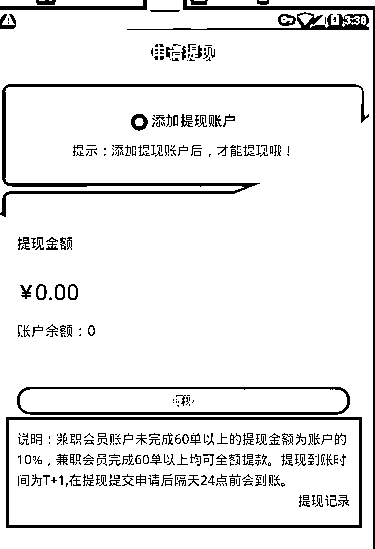 3:38
申请提现
添加提现账户
提示：添加提现账户后，才能提现哦！
提现金额
¥0.00
账户余额：0
说明：兼职会员账户未完成60单以上的提现金额为账户的
10%，兼职会员完成60单以上均可全额提款。提现到账时
间为T+1,在提现提交申请后隔天24点前会到账。
提现记录